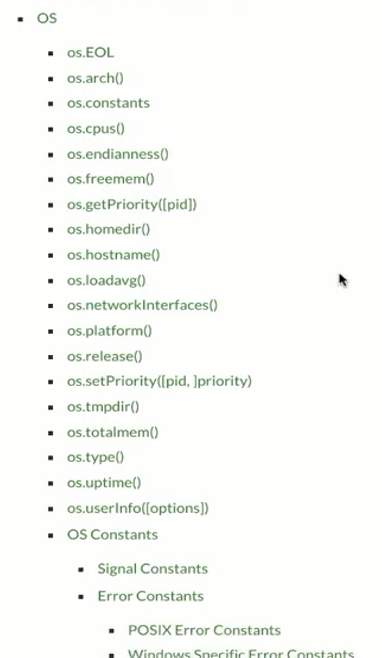 OS
os.EOL
os.arch()
os.constants
os.cpus()
os.endianness()
os.freemem()
os.getPriority([pid])
os.homedir()
os.hostname()
os.loadavg()
os.networkInterfaces()
os.platform()
os.release()
os.setPriority([pid, ]priority)
os.tmpdir()
os.totalmem()
os.type()
os.uptime()
os.userInfo([options])
OS Constants
Signal Constants
Error Constants
POSIX Error Constants
Windows Specific Error Constants